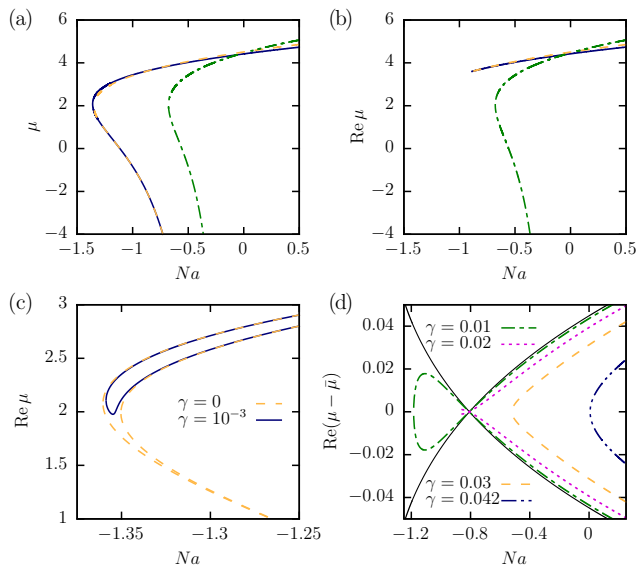 (a)
(b)
6
4
2
0
−2
−4
μ
−1.5
−1
−0.5
0
0.5
Na
6
4
2
0
−2
−4
Re μ
−1.5
−1
−0.5
0
0.5
Na
(c)
(d)
3
2.5
2
1.5
1
Re μ
γ = 0
γ = 10⁻³
−1.35
−1.3
−1.25
Na
0.04
0.02
0
−0.02
−0.04
Re(μ − μ̄)
γ = 0.01
γ = 0.02
γ = 0.03
γ = 0.042
−1.2
−0.8
−0.4
0
Na